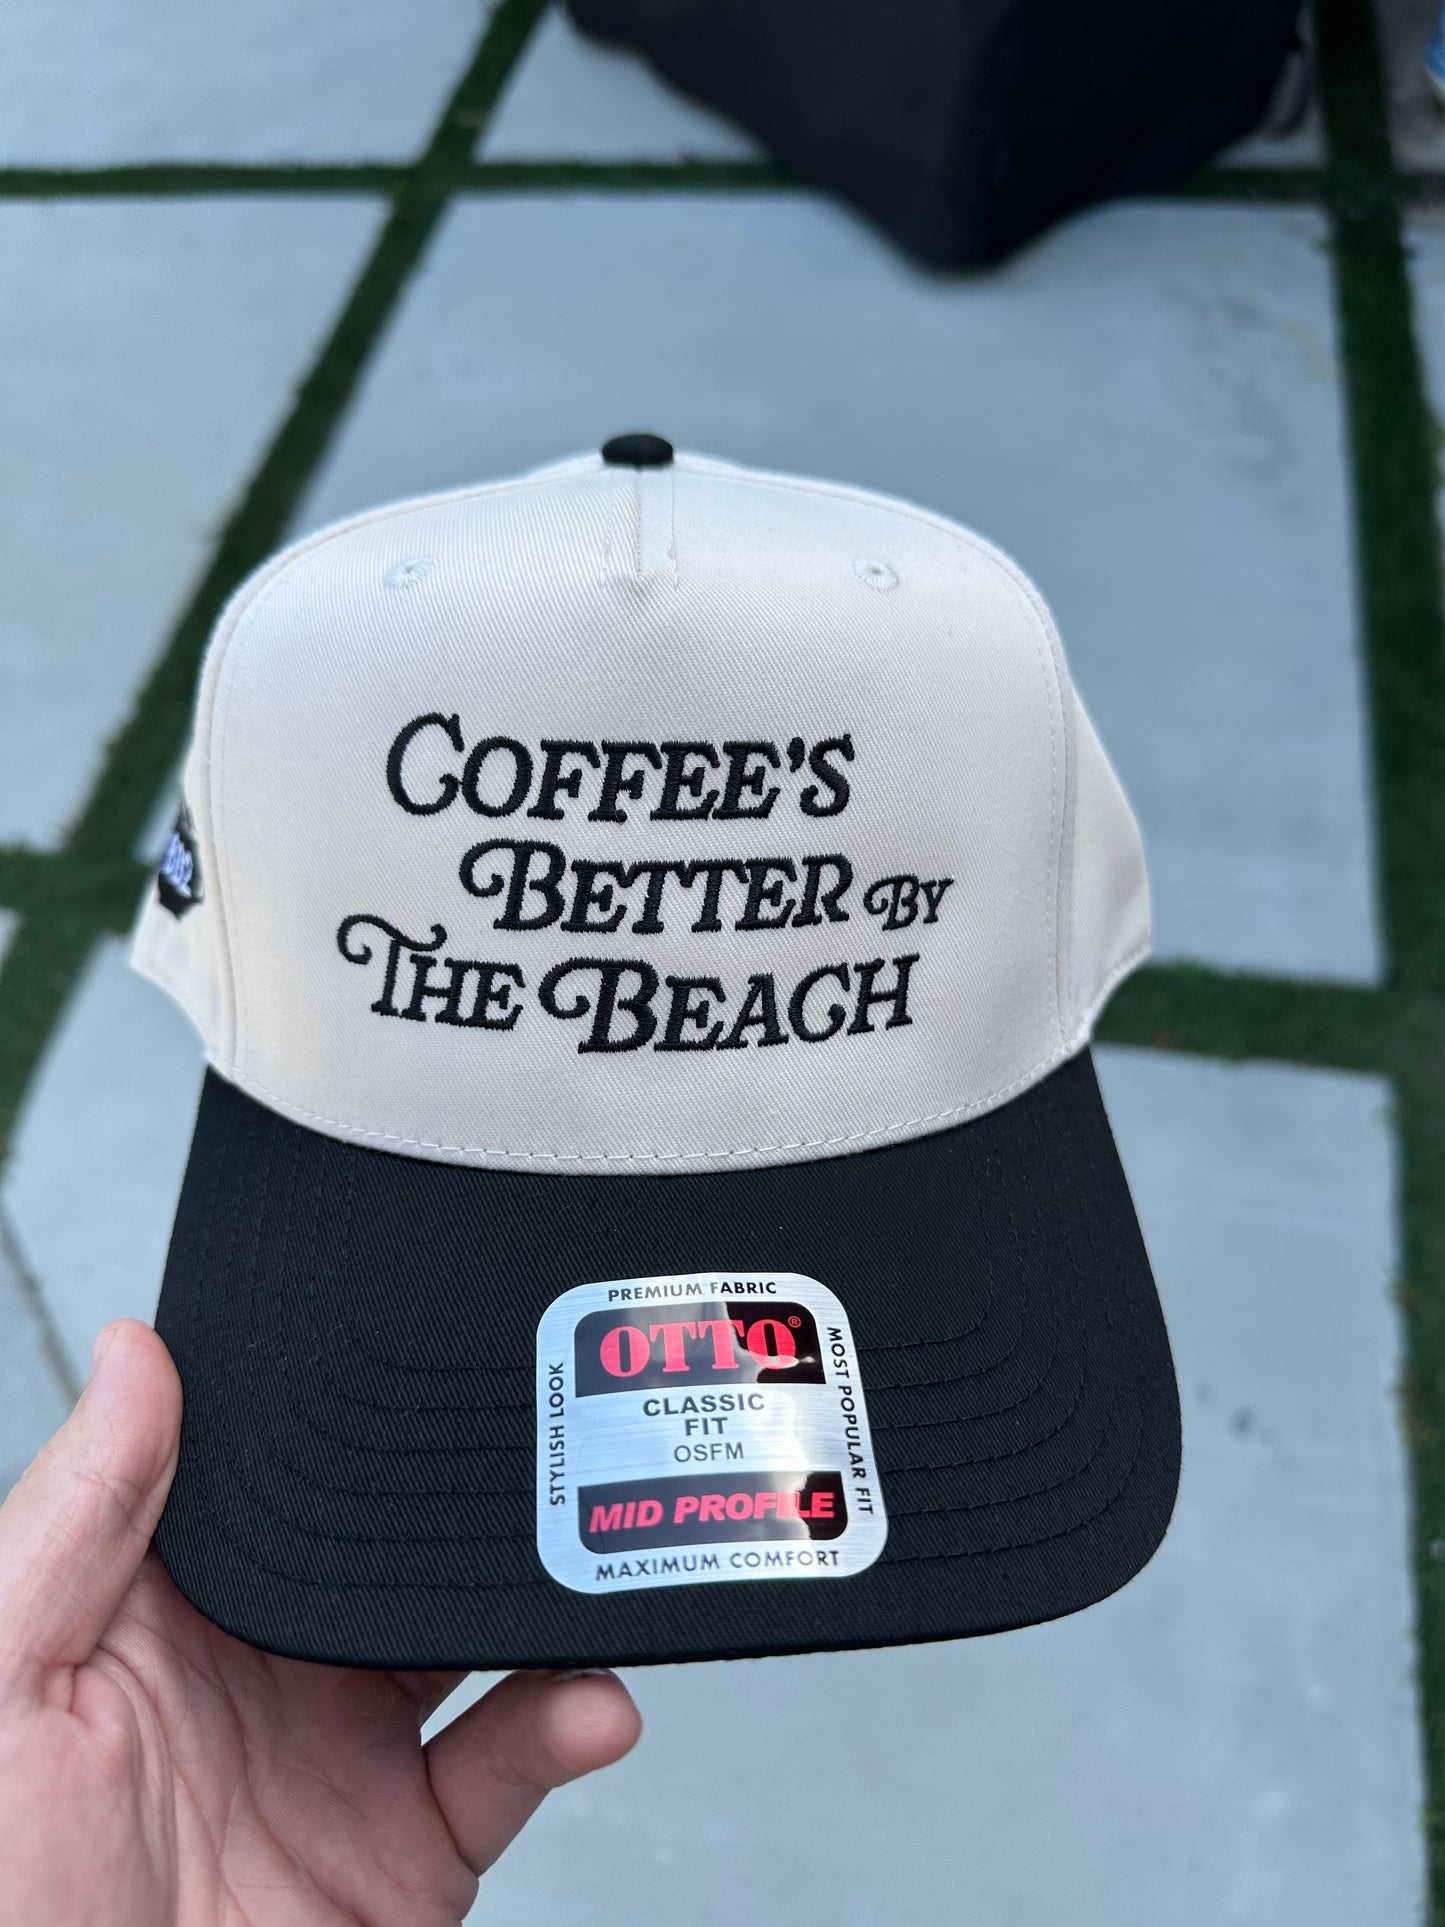 COFFEE'S
BETTER BY
THE BEACH
PREMIUM FABRIC
OTTO®
CLASSIC
FIT
OSFM
MID PROFILE
MAXIMUM COMFORT
STYLISH LOOK
MOST POPULAR FIT